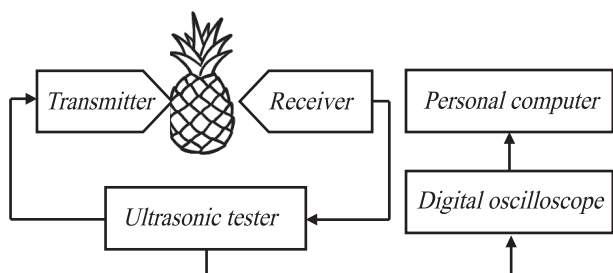 Transmitter
Receiver
Personal computer
Ultrasonic tester
Digital oscilloscope